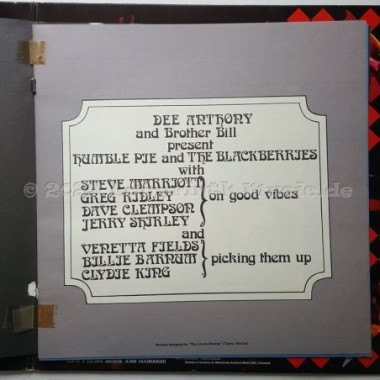 DEE ANTHONY
and Brother Bill
present
HUMBLE PIE and THE BLACKBERRIES
with
STEVE MARRIOTT
GREG RIDLEY
DAVE CLEMPSON
JERRY SHIRLEY
on good vibes
and
VENETTA FIELDS
BILLIE BARNUM
CLYDIE KING
picking them up